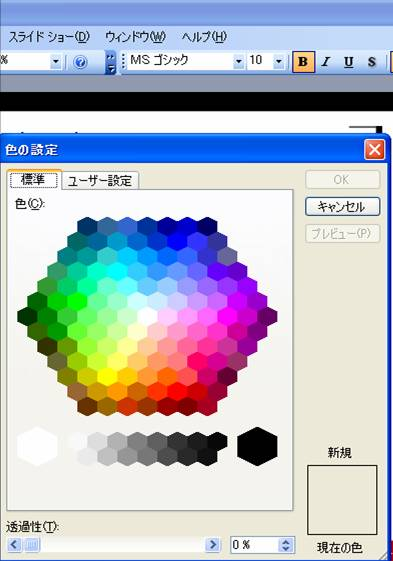 スライド ショー(D) ウィンドウ(W) ヘルプ(H)
% MS ゴシック 10 B I U S
色の設定
標準 ユーザー設定
OK
色(C):
キャンセル
プレビュー(P)
新規
透過性(T):
0 %
現在の色